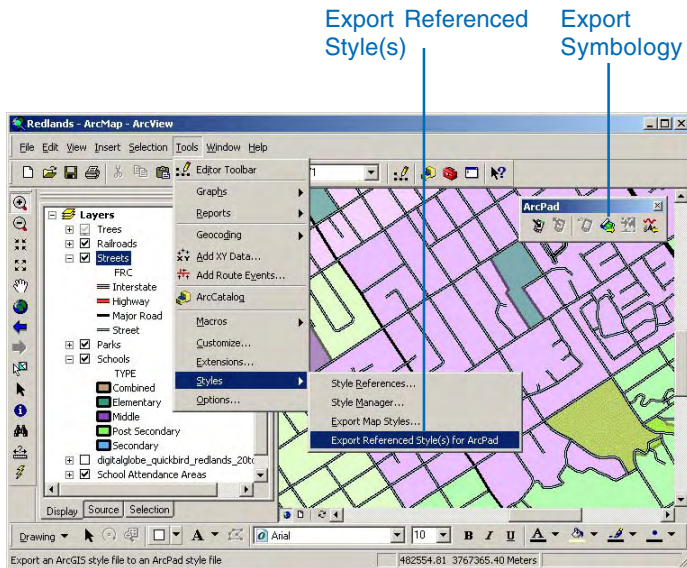 Export Referenced Style(s)
Export Symbology
Redlands - ArcMap - ArcView
File Edit View Insert Selection Tools Window Help
Editor Toolbar
Graphs
Reports
Geocoding
Add XY Data...
Add Route Events...
ArcCatalog
Macros
Customize...
Extensions...
Styles
Options...
Style References...
Style Manager...
Export Map Styles...
Export Referenced Style(s) for ArcPad
ArcPad
Layers
Trees
Railroads
Streets
FRC
Interstate
Highway
Major Road
Street
Parks
Schools
TYPE
Combined
Elementary
Middle
Post Secondary
Secondary
digitalglobe_quickbird_redlands_20
School Attendance Areas
Display Source Selection
Drawing A Arial 10 B I U A
Export an ArcGIS style file to an ArcPad style file
482554.81 3767365.40 Meters